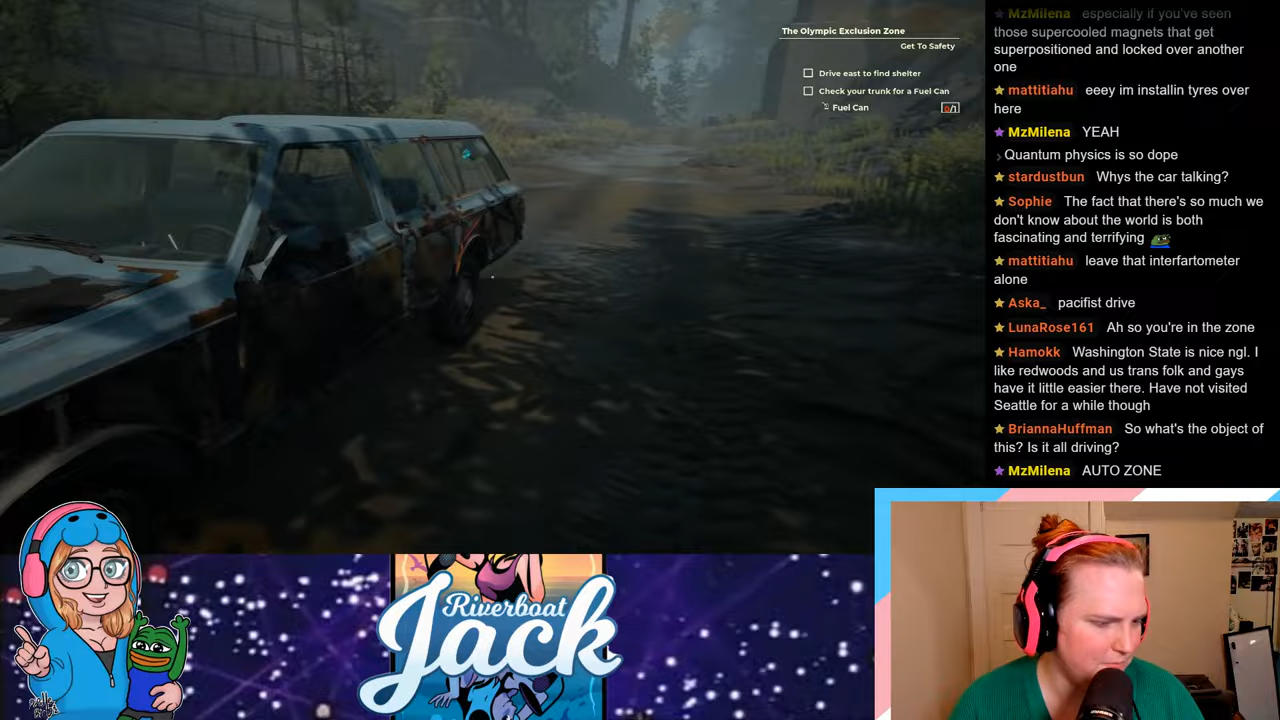 The Olympic Exclusion Zone
Get To Safety
Drive east to find shelter
Check your trunk for a Fuel Can
Fuel Can
0/1
MzMilena especially if you've seen
those supercooled magnets that get
superpositioned and locked over another
one
mattitiahu eeey im installin tyres over
here
MzMilena YEAH
Quantum physics is so dope
stardustbun Whys the car talking?
Sophie The fact that there's so much we
don't know about the world is both
fascinating and terrifying
mattitiahu leave that interfartometer
alone
Aska_ pacifist drive
LunaRose161 Ah so you're in the zone
Hamokk Washington State is nice ngl. I
like redwoods and us trans folk and gays
have it little easier there. Have not visited
Seattle for a while though
BriannaHuffman So what's the object of
this? Is it all driving?
MzMilena AUTO ZONE
Riverboat
Jack